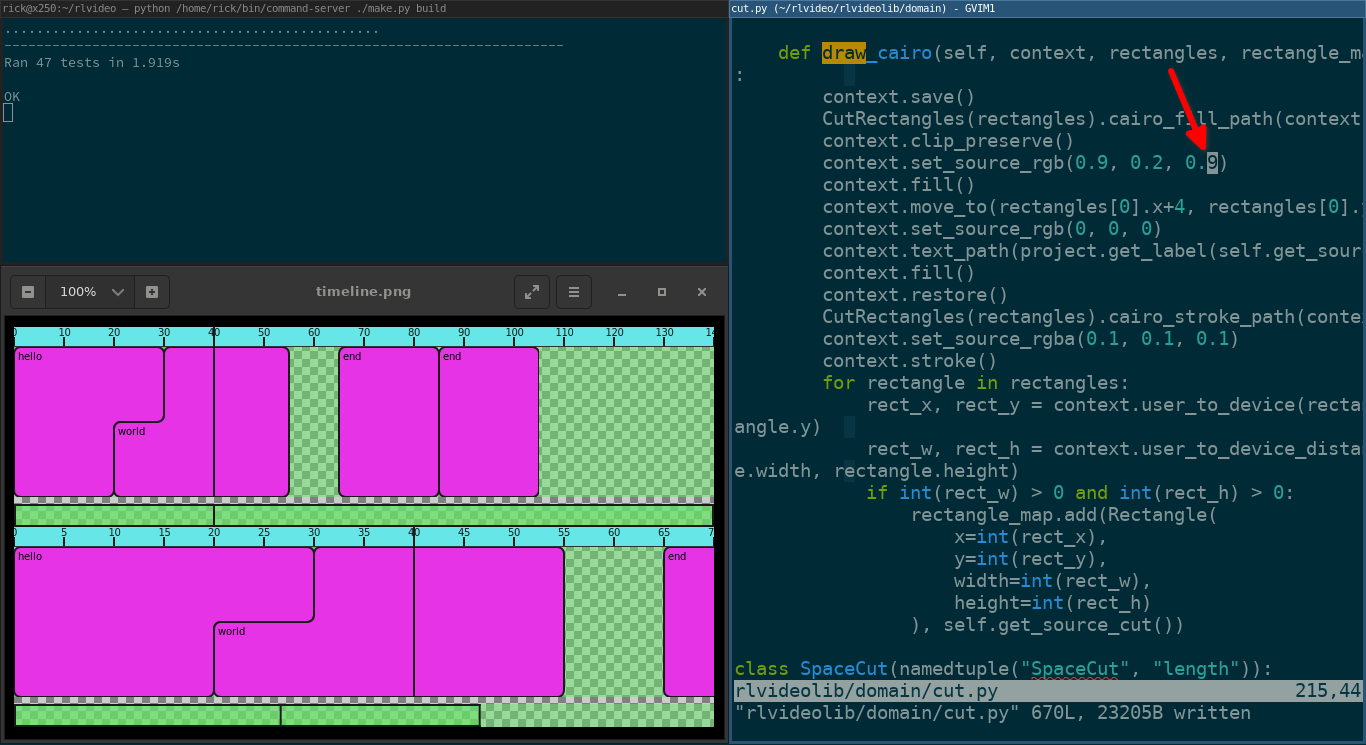 rick@x250:~/rlvideo — python /home/rick/bin/command-server ./make.py build
...............................................
----------------------------------------------------------------------
Ran 47 tests in 1.919s
OK
100%
timeline.png
0 10 20 30 40 50 60 70 80 90 100 110 120 130 14
hello
end
end
world
0 5 10 15 20 25 30 35 40 45 50 55 60 65 7
hello
end
world
cut.py (~/rlvideo/rlvideolib/domain) - GVIM1
def draw_cairo(self, context, rectangles, rectangle_m
:
context.save()
CutRectangles(rectangles).cairo_fill_path(context
context.clip_preserve()
context.set_source_rgb(0.9, 0.2, 0.9)
context.fill()
context.move_to(rectangles[0].x+4, rectangles[0].
context.set_source_rgb(0, 0, 0)
context.text_path(project.get_label(self.get_sour
context.fill()
context.restore()
CutRectangles(rectangles).cairo_stroke_path(conte
context.set_source_rgba(0.1, 0.1, 0.1)
context.stroke()
for rectangle in rectangles:
rect_x, rect_y = context.user_to_device(recta
angle.y)
rect_w, rect_h = context.user_to_device_dista
e.width, rectangle.height)
if int(rect_w) > 0 and int(rect_h) > 0:
rectangle_map.add(Rectangle(
x=int(rect_x),
y=int(rect_y),
width=int(rect_w),
height=int(rect_h)
), self.get_source_cut())
class SpaceCut(namedtuple("SpaceCut", "length")):
rlvideolib/domain/cut.py 215,44
"rlvideolib/domain/cut.py" 670L, 23205B written